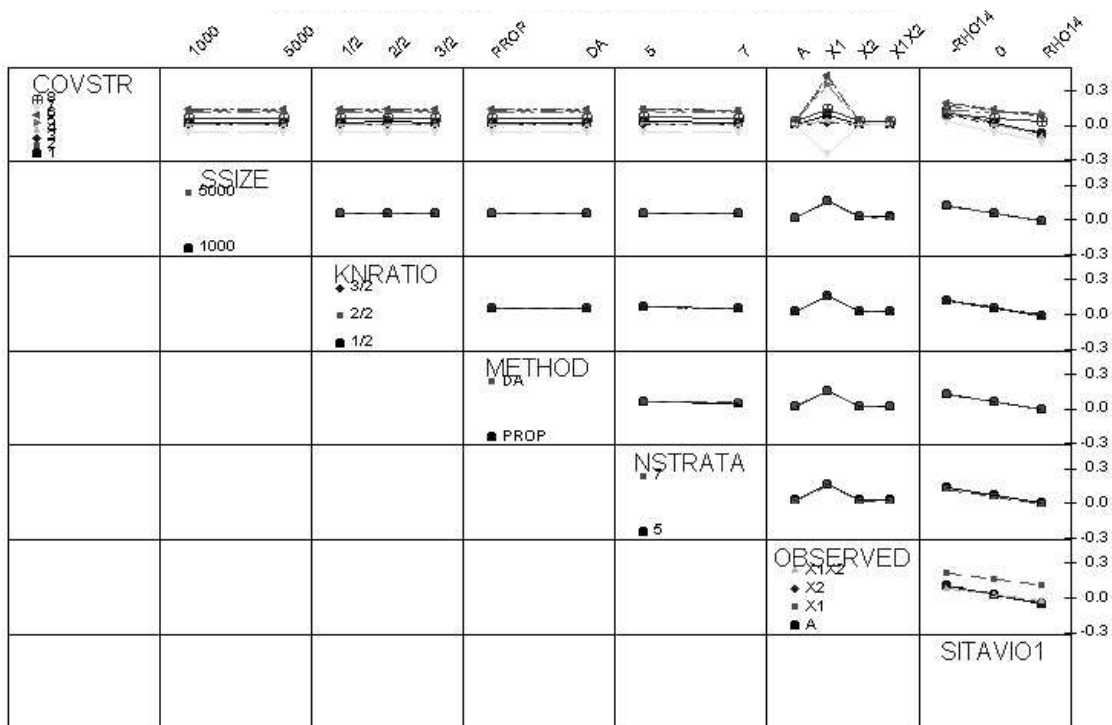 1000 5000 1/2 2/2 3/2 PROP DA 5 7 A X1 X2 X1X2 -RHO14 0 RHO14
COVSTR
8
1
0.3
0.0
-0.3
SSIZE
5000
1000
0.3
0.0
-0.3
KNRATIO
3/2
2/2
1/2
0.3
0.0
-0.3
METHOD
DA
PROP
0.3
0.0
-0.3
NSTRATA
7
5
0.3
0.0
-0.3
OBSERVED
X1X2
X2
X1
A
0.3
0.0
-0.3
SITAVIO1